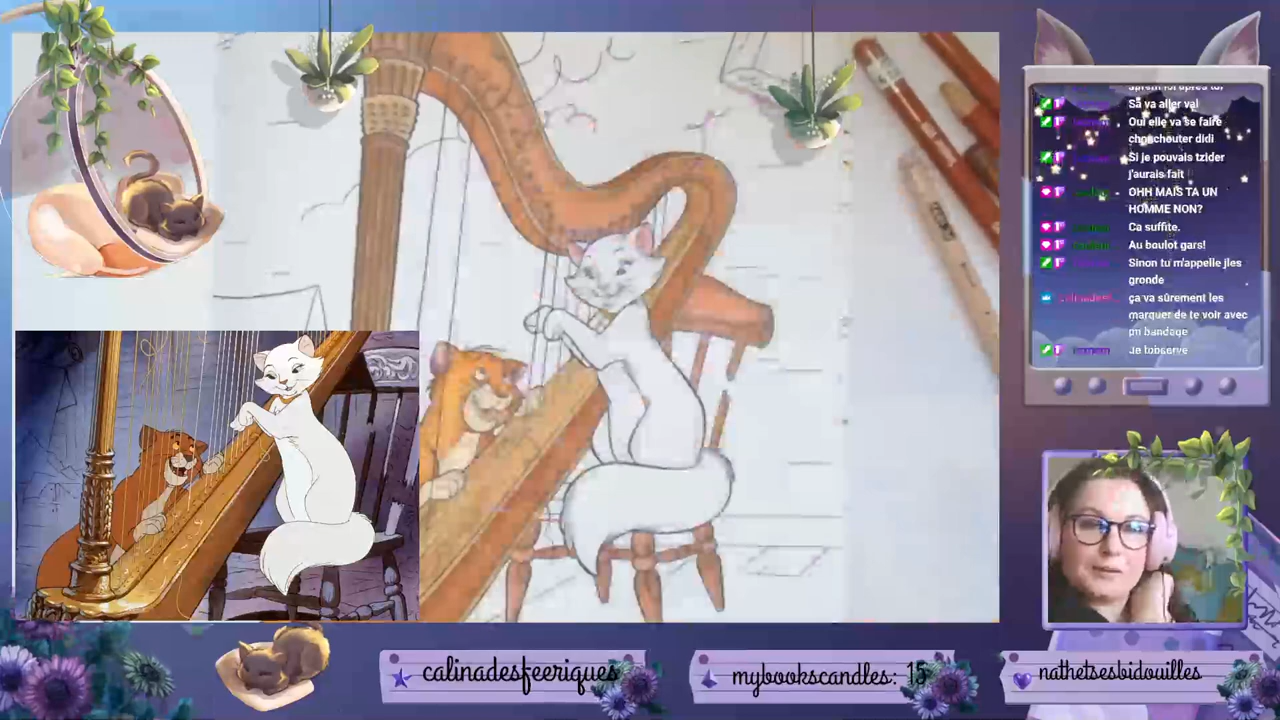 Sa va aller val
Oui elle va se faire
chouchouter didi
Si je pouvais tzider
j'aurais fait
OHH MAIS TA UN
HOMME NON?
Ca suffite.
Au boulot gars!
Sinon tu m'appelle jles
gronde
ça va sûrement les
marquer de te voir avec
un bandage
Je tobserve
calinadesfeeriques
mybookscandles: 15
nathetsesbidouilles